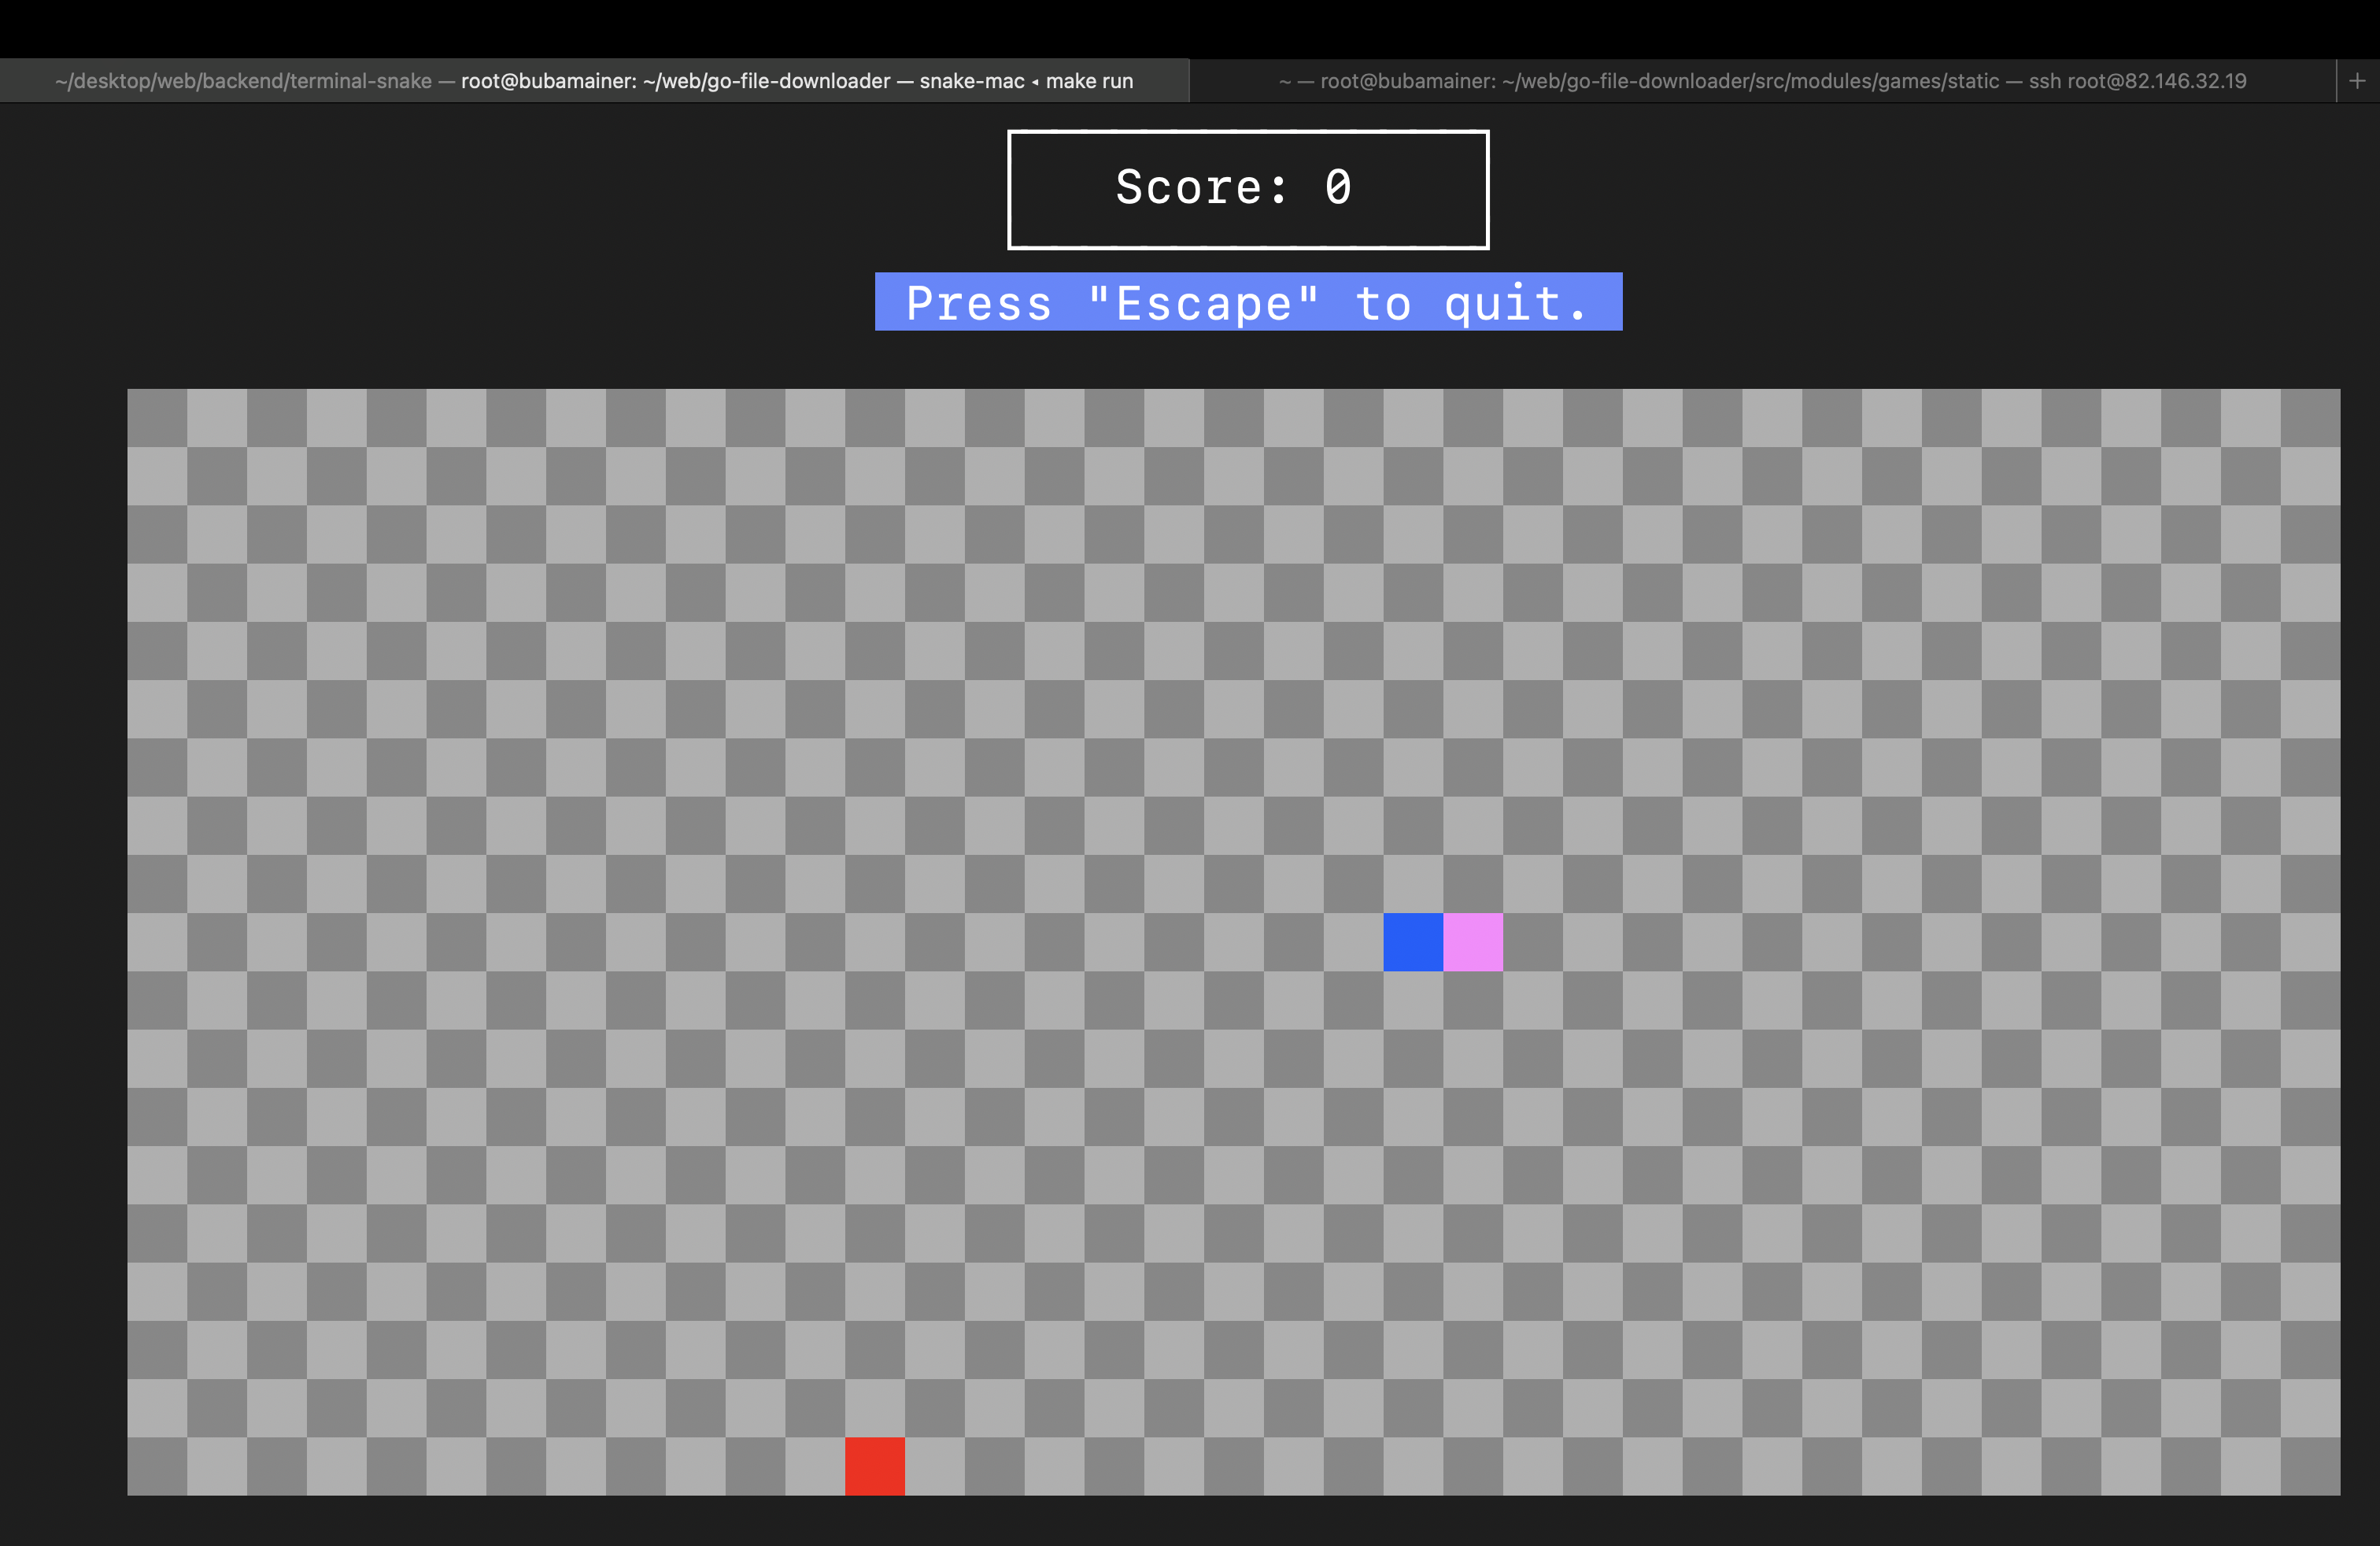 ~/desktop/web/backend/terminal-snake — root@bubamainer: ~/web/go-file-downloader — snake-mac ◂ make run
~ — root@bubamainer: ~/web/go-file-downloader/src/modules/games/static — ssh root@82.146.32.19
+
Score: 0
Press "Escape" to quit.